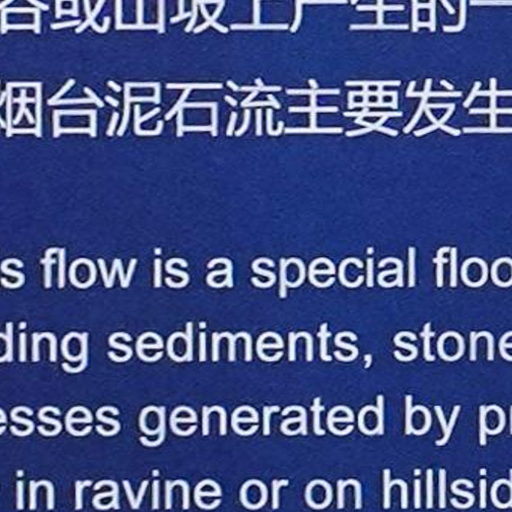 谷或山坡上产生的一
烟台泥石流主要发生
s flow is a special floo
ding sediments, stone
esses generated by p
in ravine or on hillsid